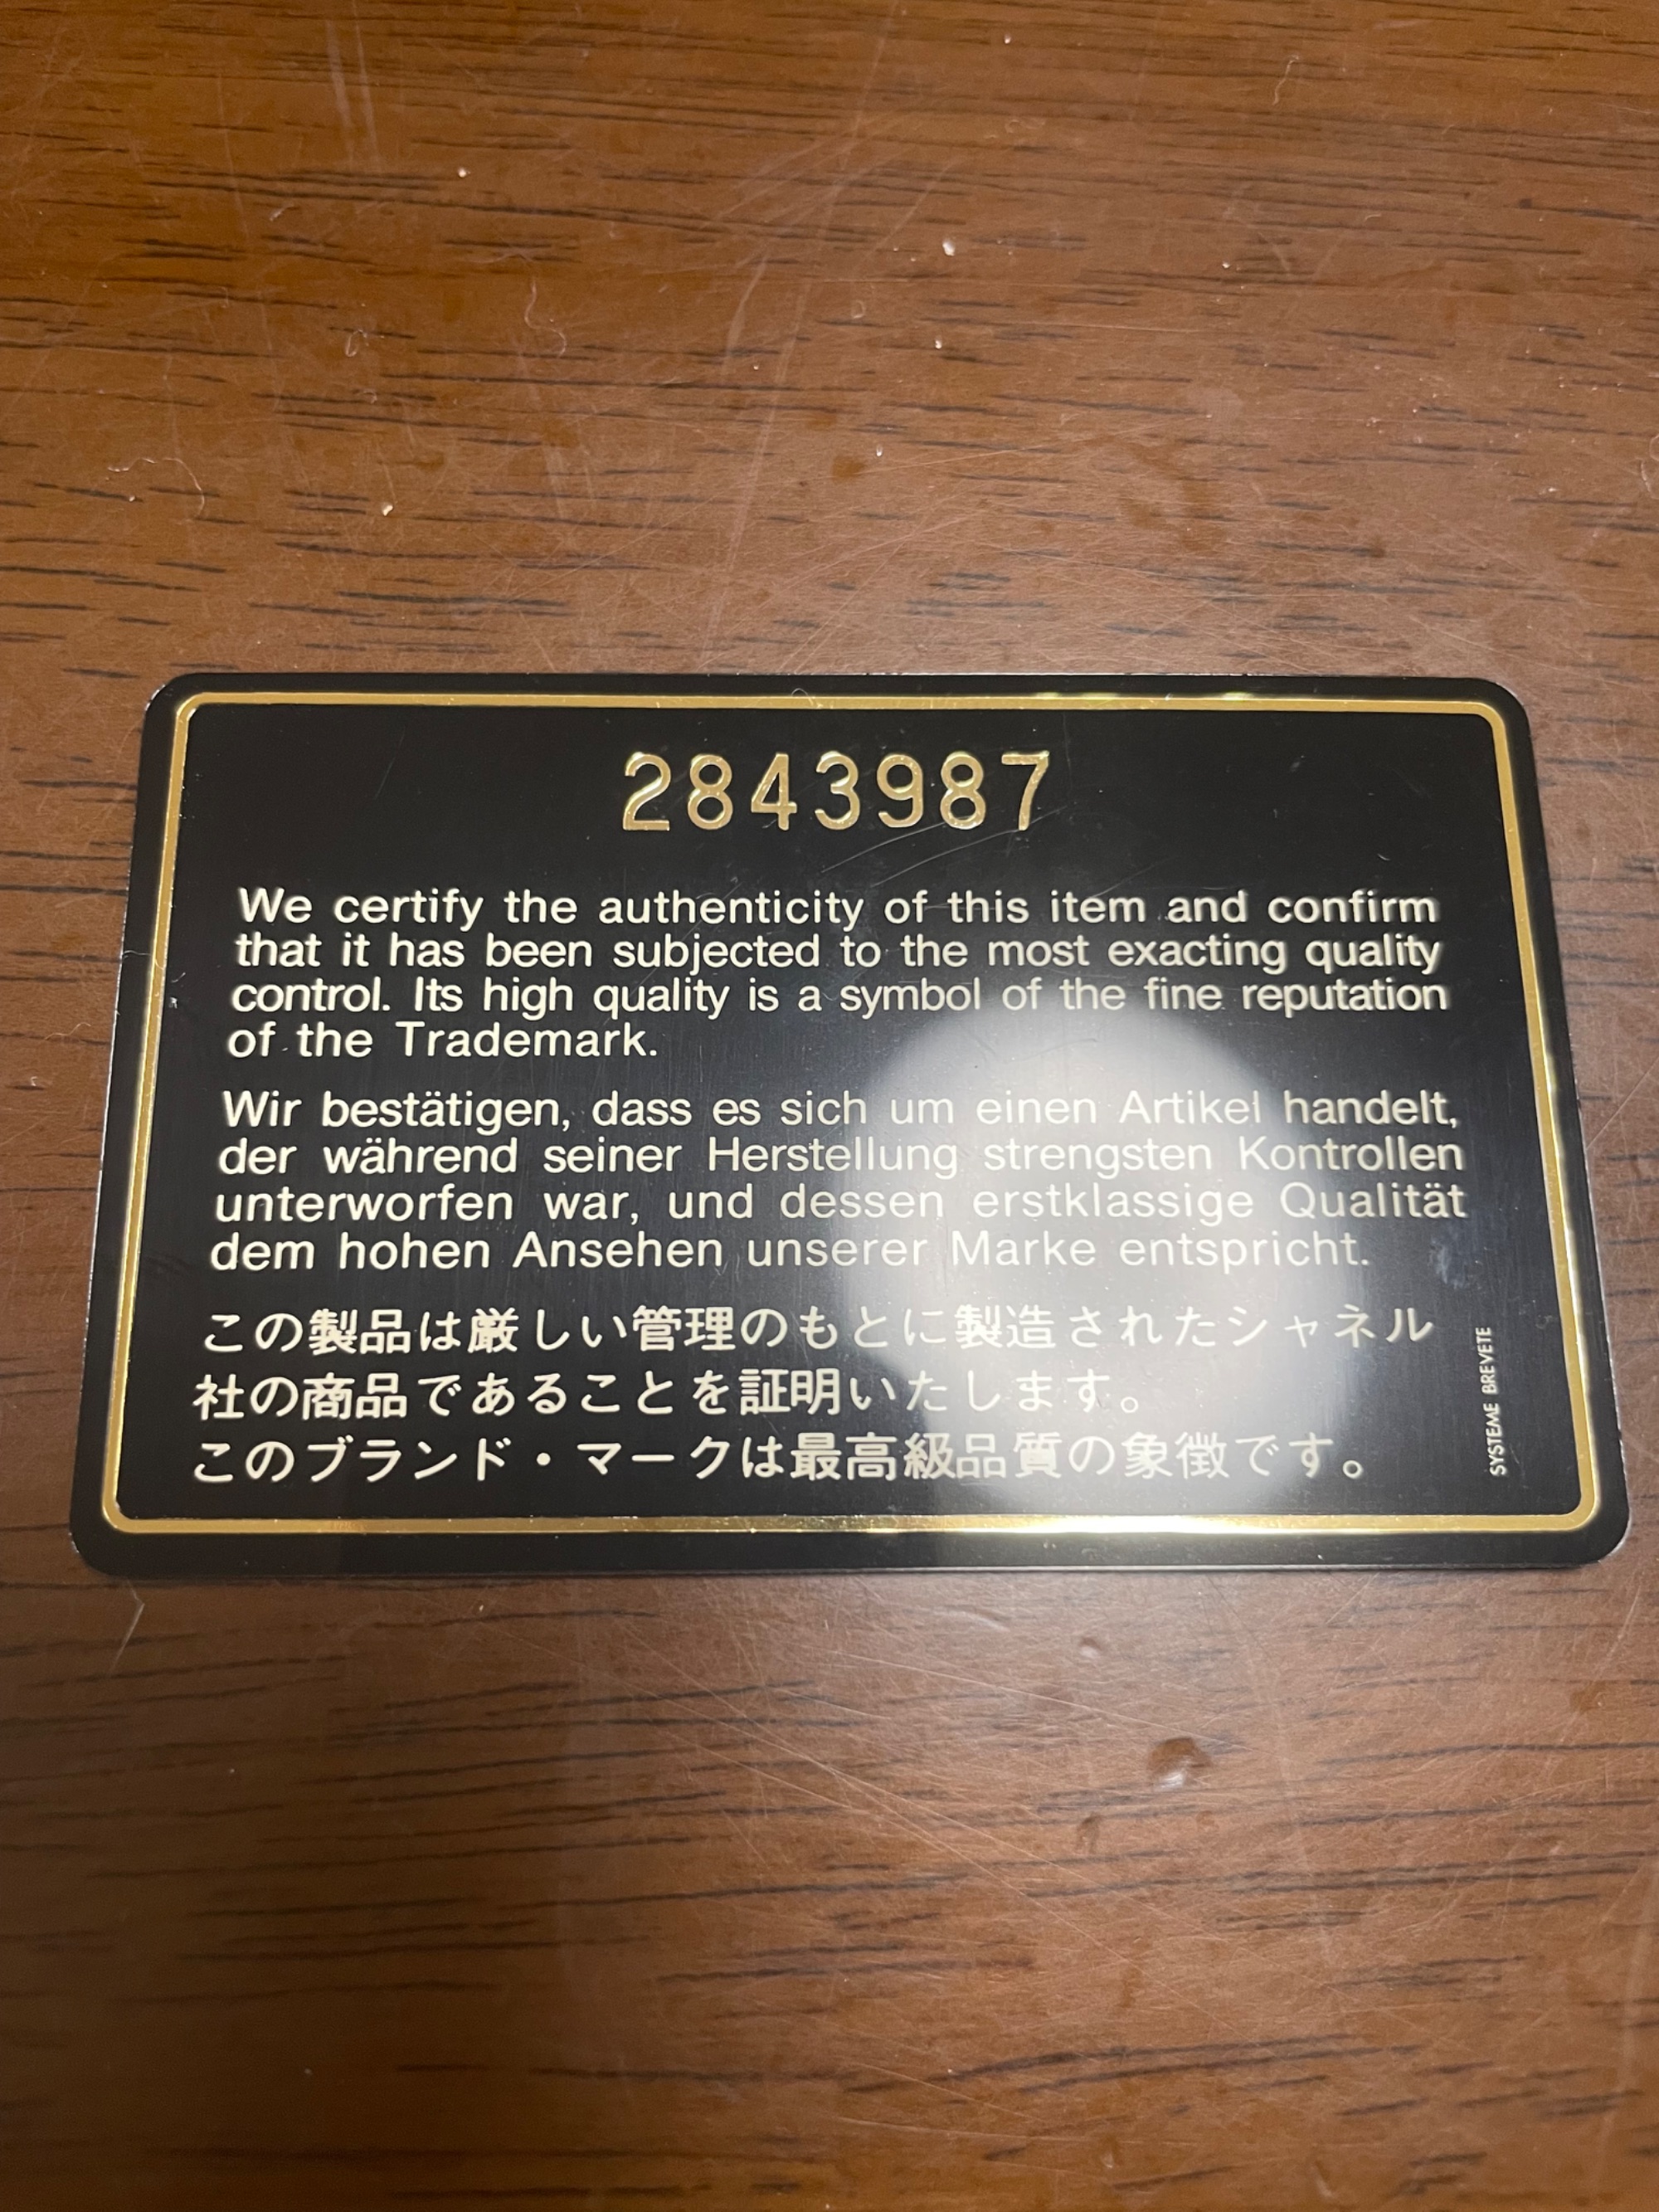 2843987
We certify the authenticity of this item and confirm
that it has been subjected to the most exacting quality
control. Its high quality is a symbol of the fine reputation
of the Trademark.
Wir bestätigen, dass es sich um einen Artikel handelt,
der während seiner Herstellung strengsten Kontrollen
unterworfen war, und dessen erstklassige Qualität
dem hohen Ansehen unserer Marke entspricht.
この製品は厳しい管理のもとに製造されたシャネル
社の商品であることを証明いたします。
このブランド・マークは最高級品質の象徴です。
SYSTEME BREVETE